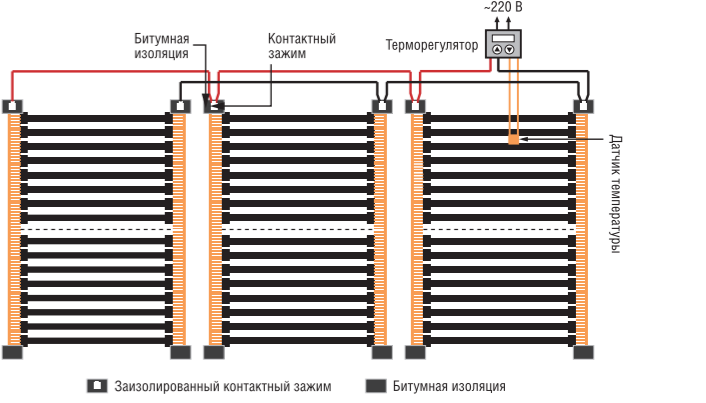 ~220 В
Битумная
изоляция
Контактный
зажим
Терморегулятор
Датчик температуры
Заизолированный контактный зажим
Битумная изоляция